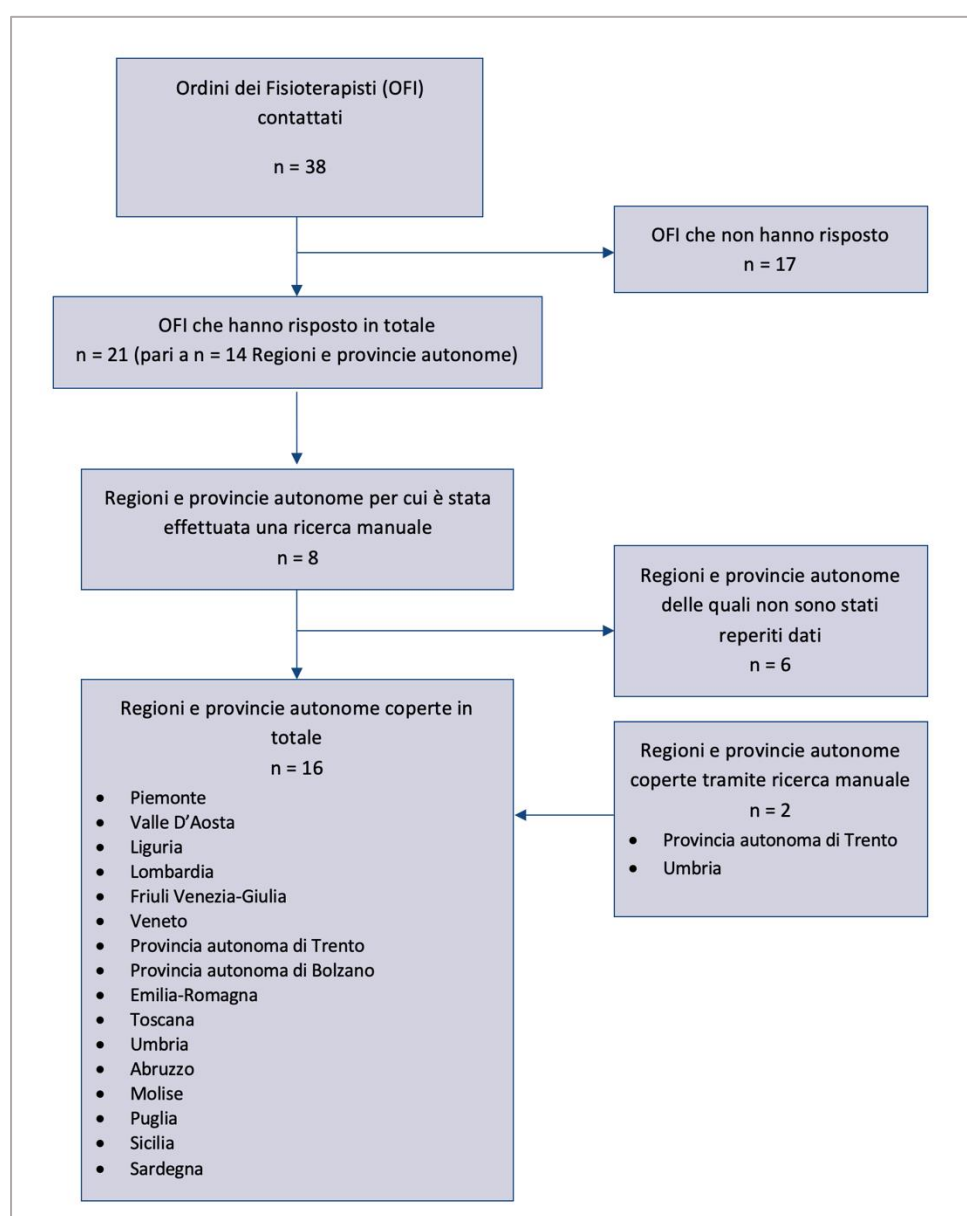 Ordini dei Fisioterapisti (OFI)
contattati
n = 38
OFI che non hanno risposto
n = 17
OFI che hanno risposto in totale
n = 21 (pari a n = 14 Regioni e provincie autonome)
Regioni e provincie autonome per cui è stata
effettuata una ricerca manuale
n = 8
Regioni e provincie autonome
delle quali non sono stati
reperiti dati
n = 6
Regioni e provincie autonome coperte in
totale
n = 16
• Piemonte
• Valle D’Aosta
• Liguria
• Lombardia
• Friuli Venezia-Giulia
• Veneto
• Provincia autonoma di Trento
• Provincia autonoma di Bolzano
• Emilia-Romagna
• Toscana
• Umbria
• Abruzzo
• Molise
• Puglia
• Sicilia
• Sardegna
Regioni e provincie autonome
coperte tramite ricerca manuale
n = 2
• Provincia autonoma di Trento
• Umbria